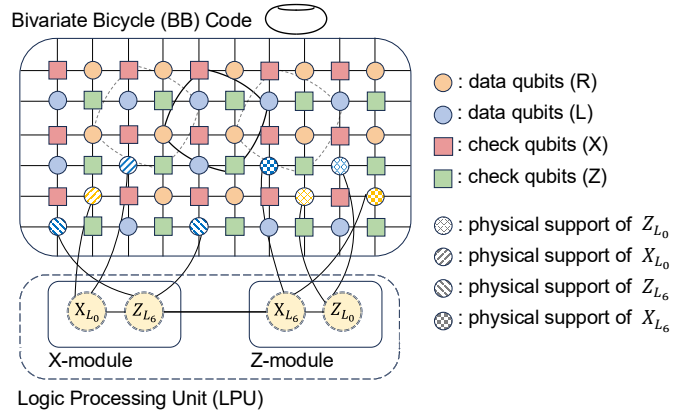 Bivariate Bicycle (BB) Code
: data qubits (R)
: data qubits (L)
: check qubits (X)
: check qubits (Z)
: physical support of Z_{L_0}
: physical support of X_{L_0}
: physical support of Z_{L_6}
: physical support of X_{L_6}
X_{L_0} Z_{L_6} X_{L_6} Z_{L_0}
X-module Z-module
Logic Processing Unit (LPU)